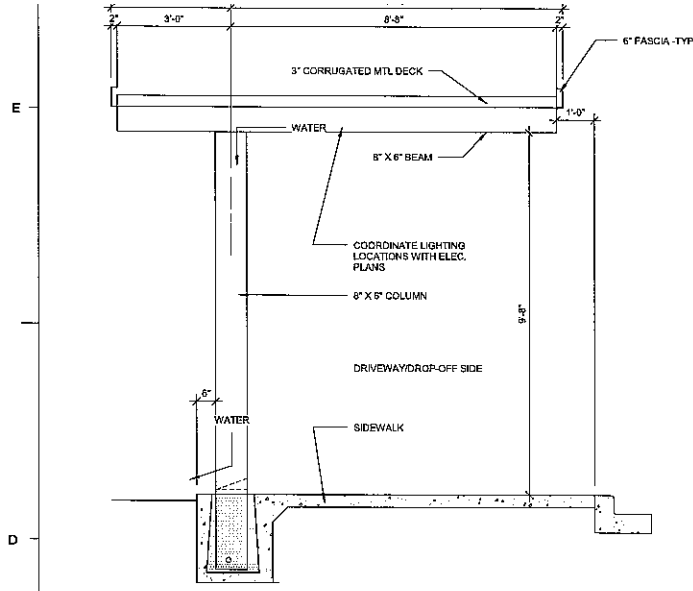 2"
3'-0"
8'-8"
2"
6" FASCIA -TYP
3" CORRUGATED MTL DECK
E
1'-0"
WATER
8" X 6" BEAM
COORDINATE LIGHTING
LOCATIONS WITH ELEC.
PLANS
8" X 6" COLUMN
9'-8"
DRIVEWAY/DROP-OFF SIDE
6"
WATER
SIDEWALK
D